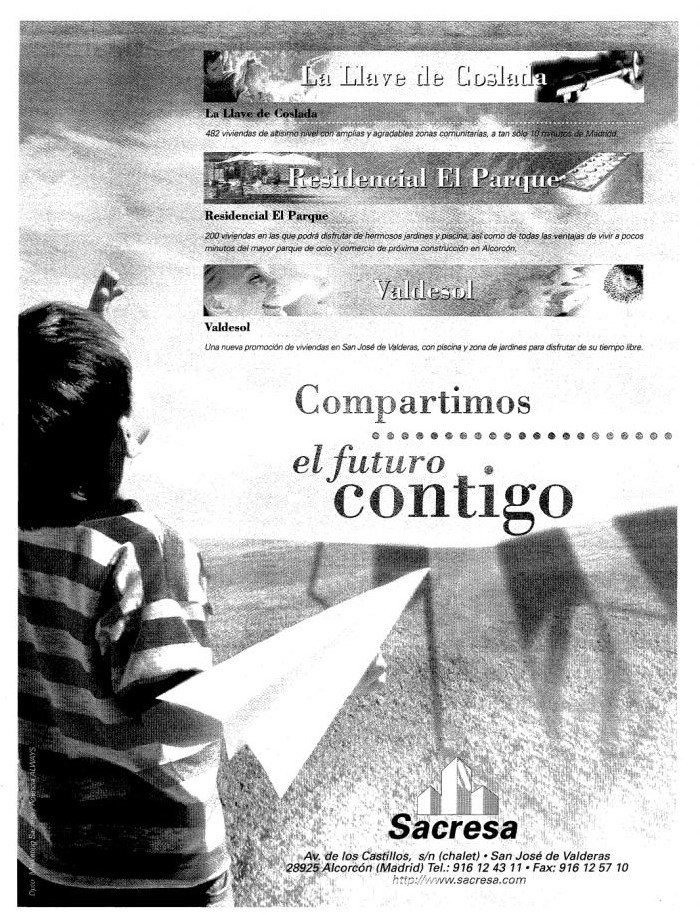 La Llave de Coslada
La Llave de Coslada
482 viviendas de altísimo nivel con amplias y agradables zonas comunitarias, a tan sólo 10 minutos de Madrid.
Residencial El Parque
Residencial El Parque
200 viviendas en las que podrá disfrutar de hermosos jardines y piscina, así como de todas las ventajas de vivir a pocos
minutos del mayor parque de ocio y comercio de próxima construcción en Alcorcón.
Valdesol
Valdesol
Una nueva promoción de viviendas en San José de Valderas, con piscina y zona de jardines para disfrutar de su tiempo libre.
Compartimos
el futuro
contigo
Dpto. Marketing Sacresa / Agencia ALWAYS
Sacresa
Av. de los Castillos, s/n (chalet) • San José de Valderas
28925 Alcorcón (Madrid) Tel.: 916 12 43 11 • Fax: 916 12 57 10
http://www.sacresa.com